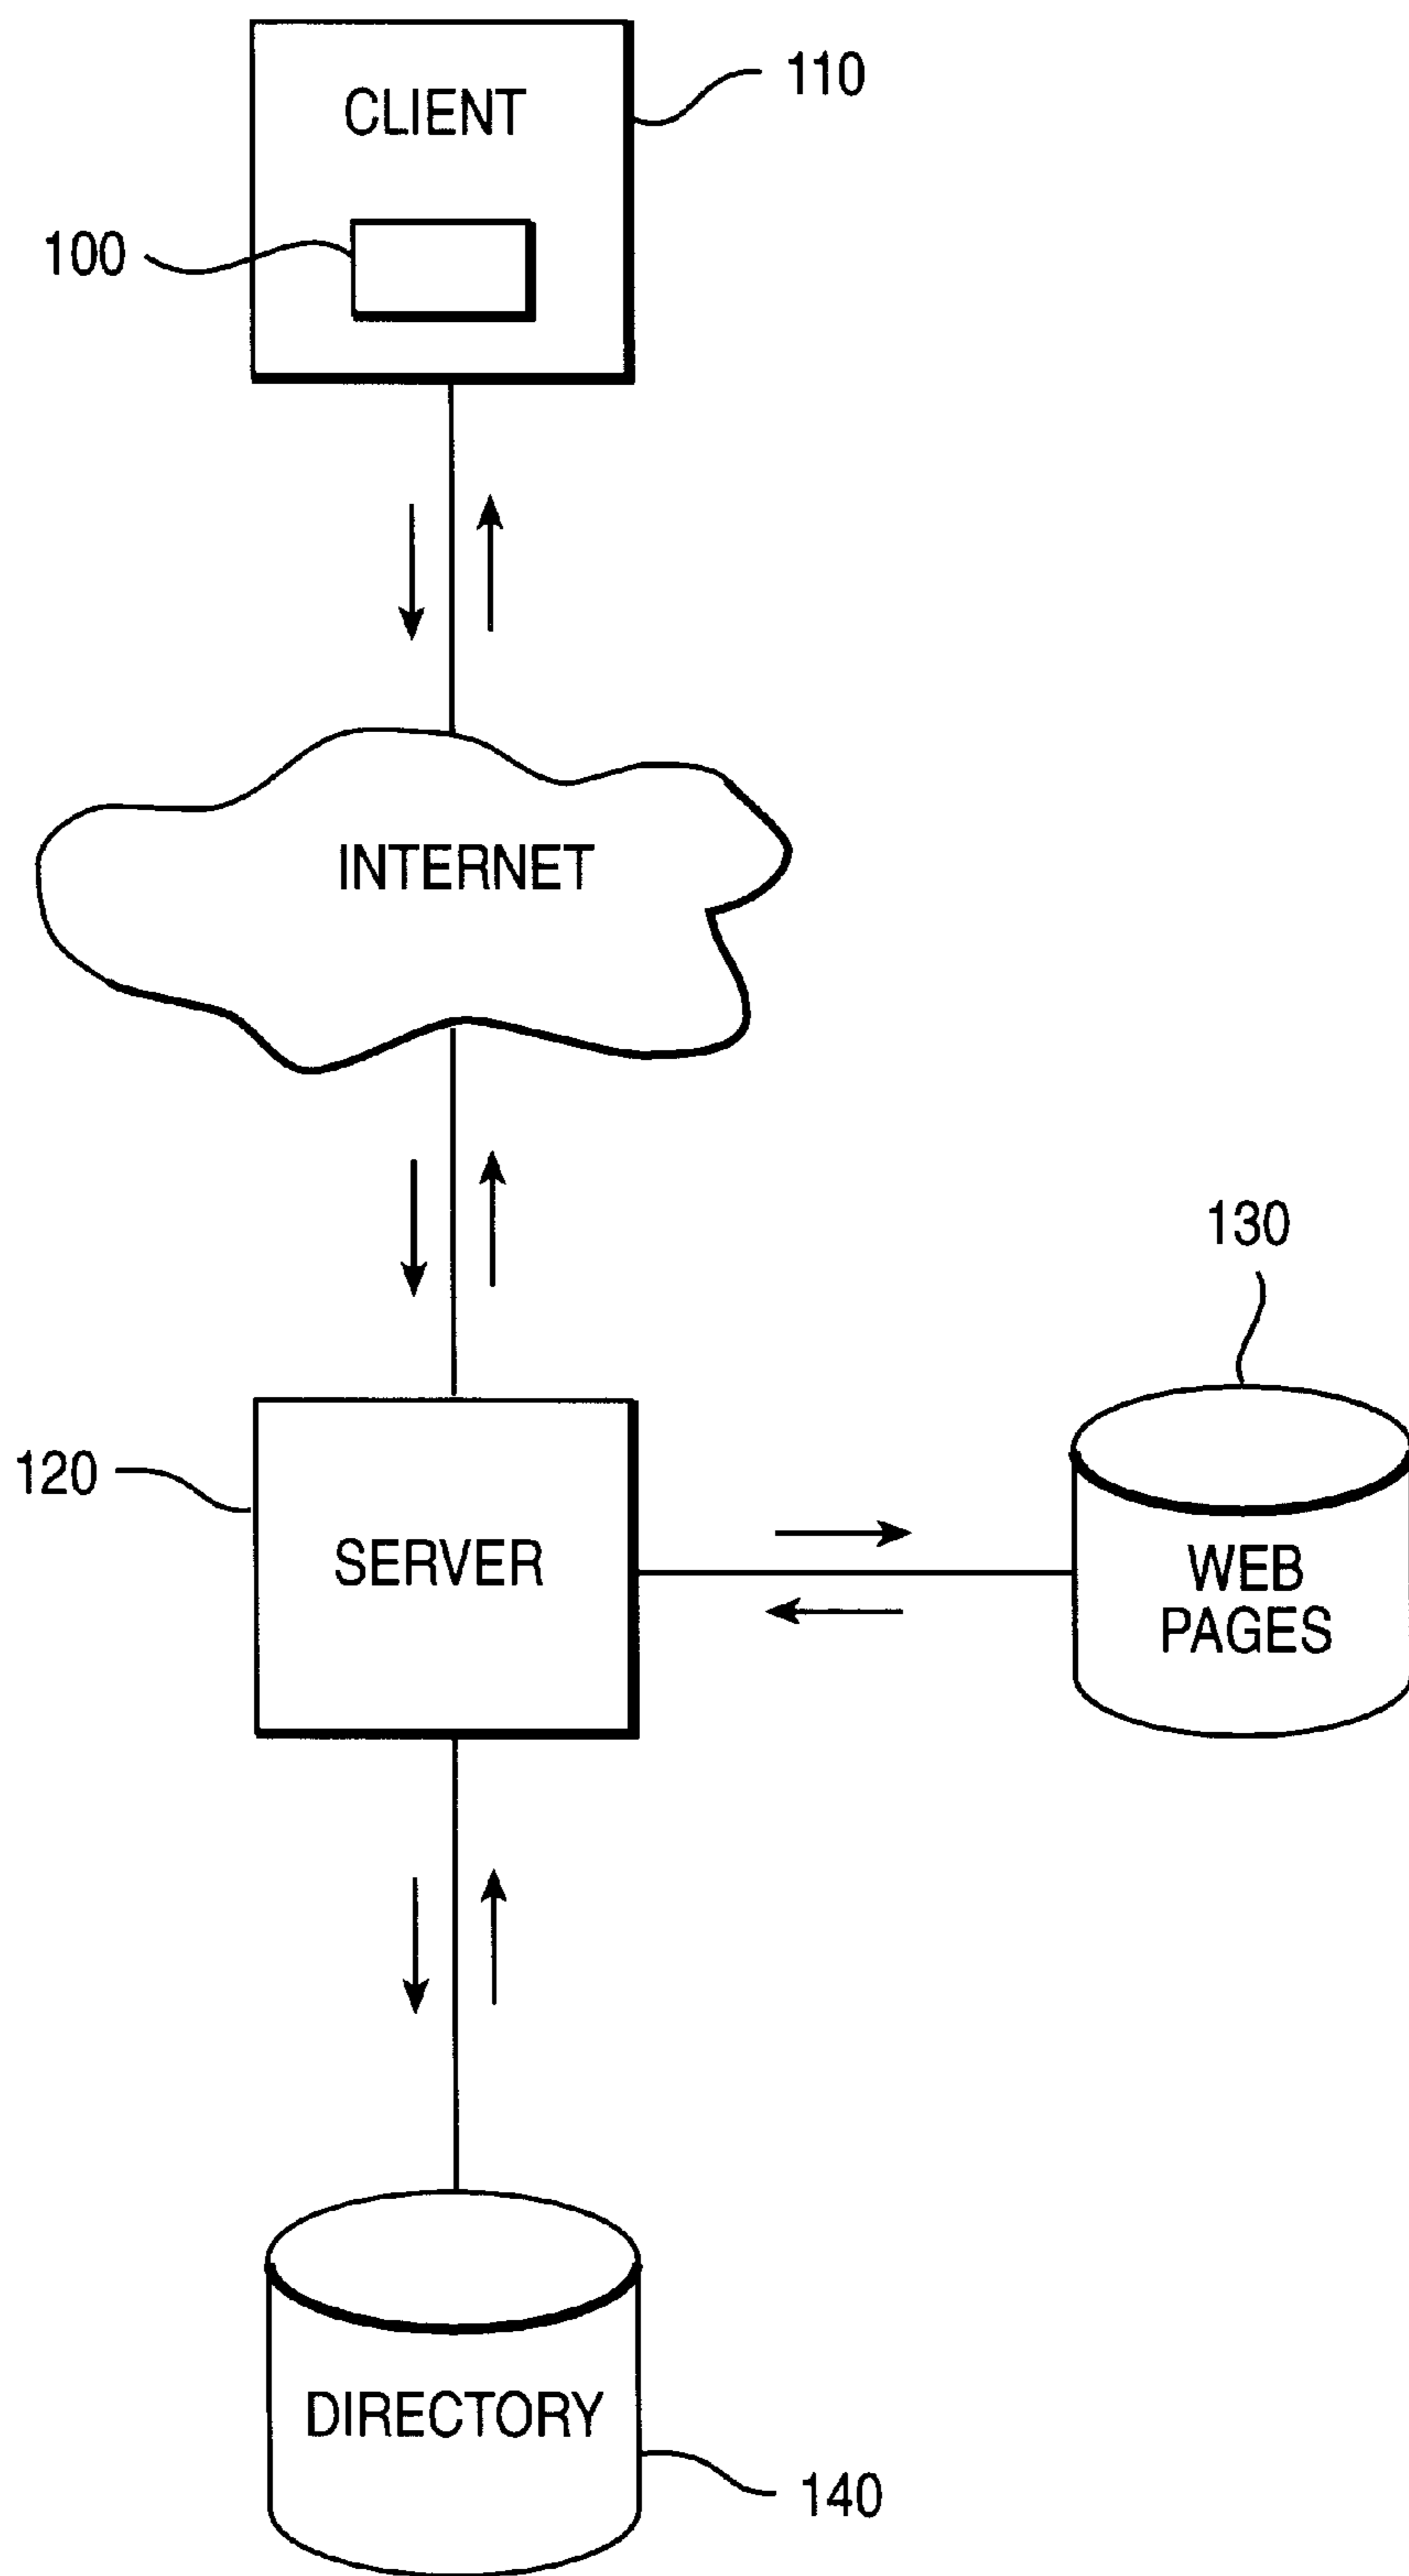 CLIENT
110
100
INTERNET
130
120
SERVER
WEB
PAGES
DIRECTORY
140